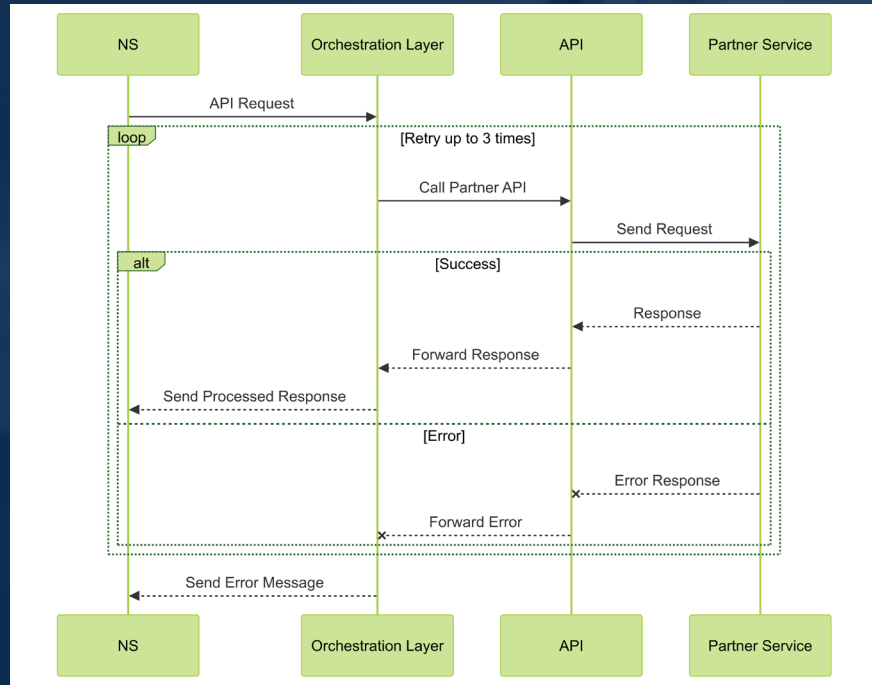 NS
Orchestration Layer
API
Partner Service
API Request
loop
[Retry up to 3 times]
Call Partner API
Send Request
alt
[Success]
Response
Forward Response
Send Processed Response
[Error]
Error Response
Forward Error
Send Error Message
NS
Orchestration Layer
API
Partner Service